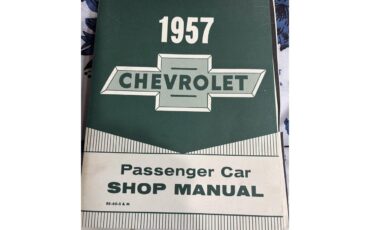 1957
CHEVROLET
Passenger Car
SHOP MANUAL